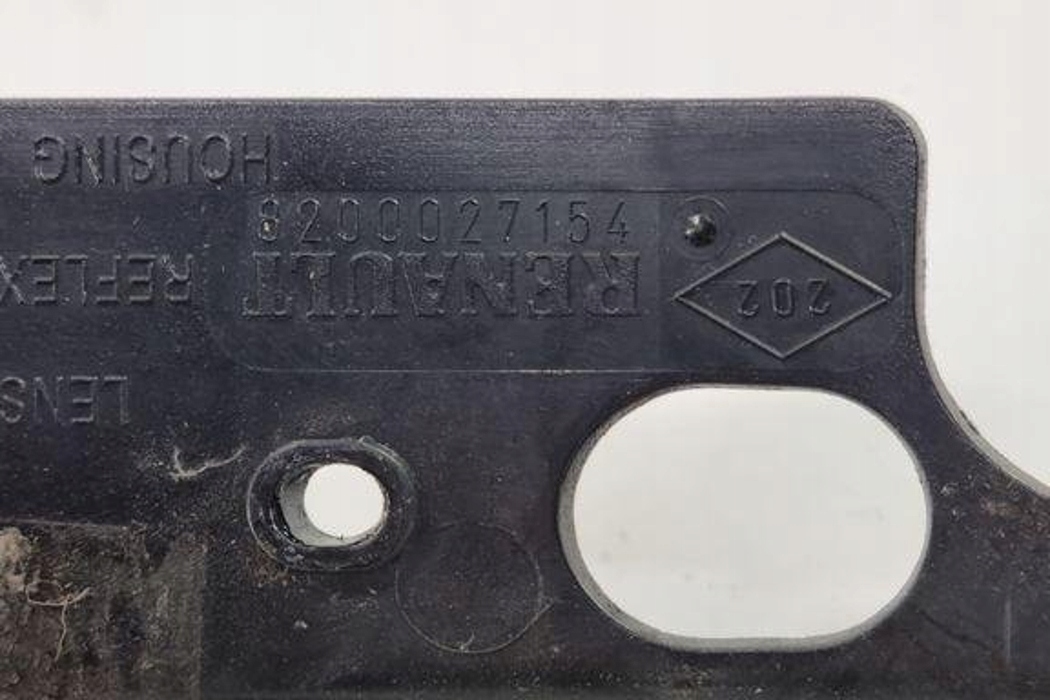 202
RENAULT
8200027154
LENS
REFLEX
HOUSING